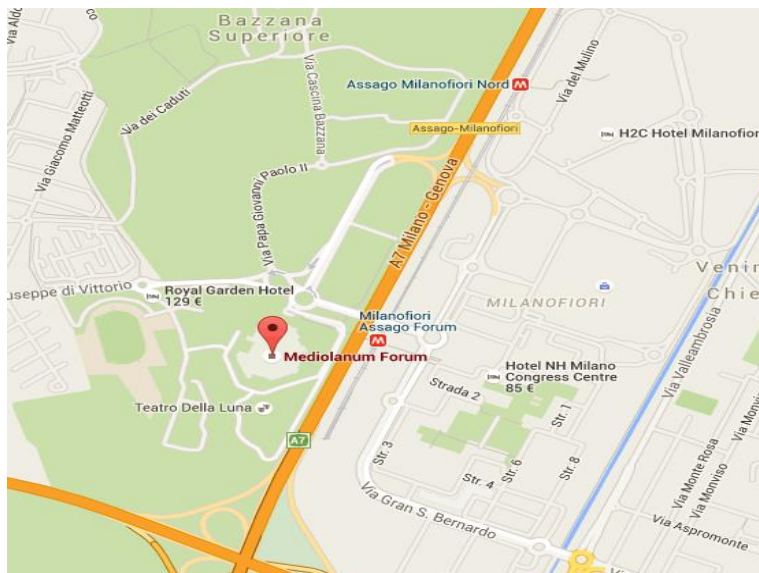 Via Aldo
Bazzana
Superiore
Via Giacomo Matteotti
Via dei Caduti
Via Cascina Bazzana
Assago Milanofiori Nord
Via del Mulino
Assago-Milanofiori
H2C Hotel Milanofior
Via Papa Giovanni Paolo II
A7 Milano - Genova
useppe di Vittorio
Royal Garden Hotel
129 €
MILANOFIORI
Chie
Milanofiori
Assago Forum
Mediolanum Forum
Hotel NH Milano
Congress Centre
85 €
Via Valleambrosia
Strada 2
Teatro Della Luna
Str. 1
A7
Str. 3
Str. 6
Str. 8
Str. 4
Via Monte Rosa
Via Monviso
Via Gran S. Bernardo
Via Aspromonte